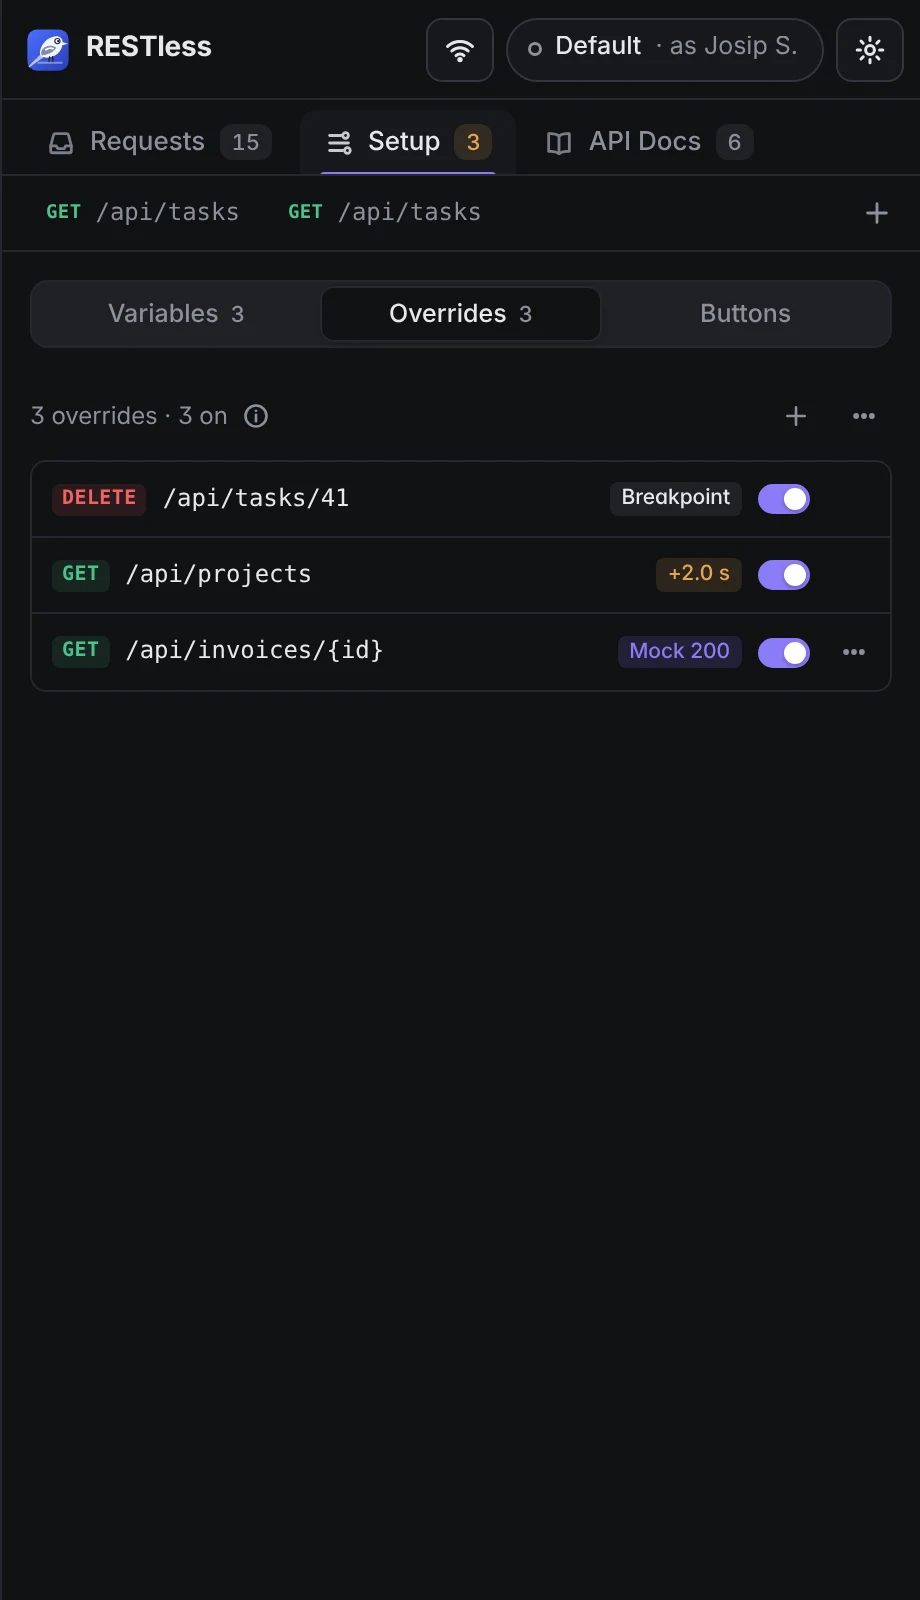 RESTless
Default · as Josip S.
Requests 15
Setup 3
API Docs 6
GET /api/tasks
GET /api/tasks
Variables 3
Overrides 3
Buttons
3 overrides · 3 on
DELETE /api/tasks/41 Breakpoint
GET /api/projects +2.0 s
GET /api/invoices/{id} Mock 200